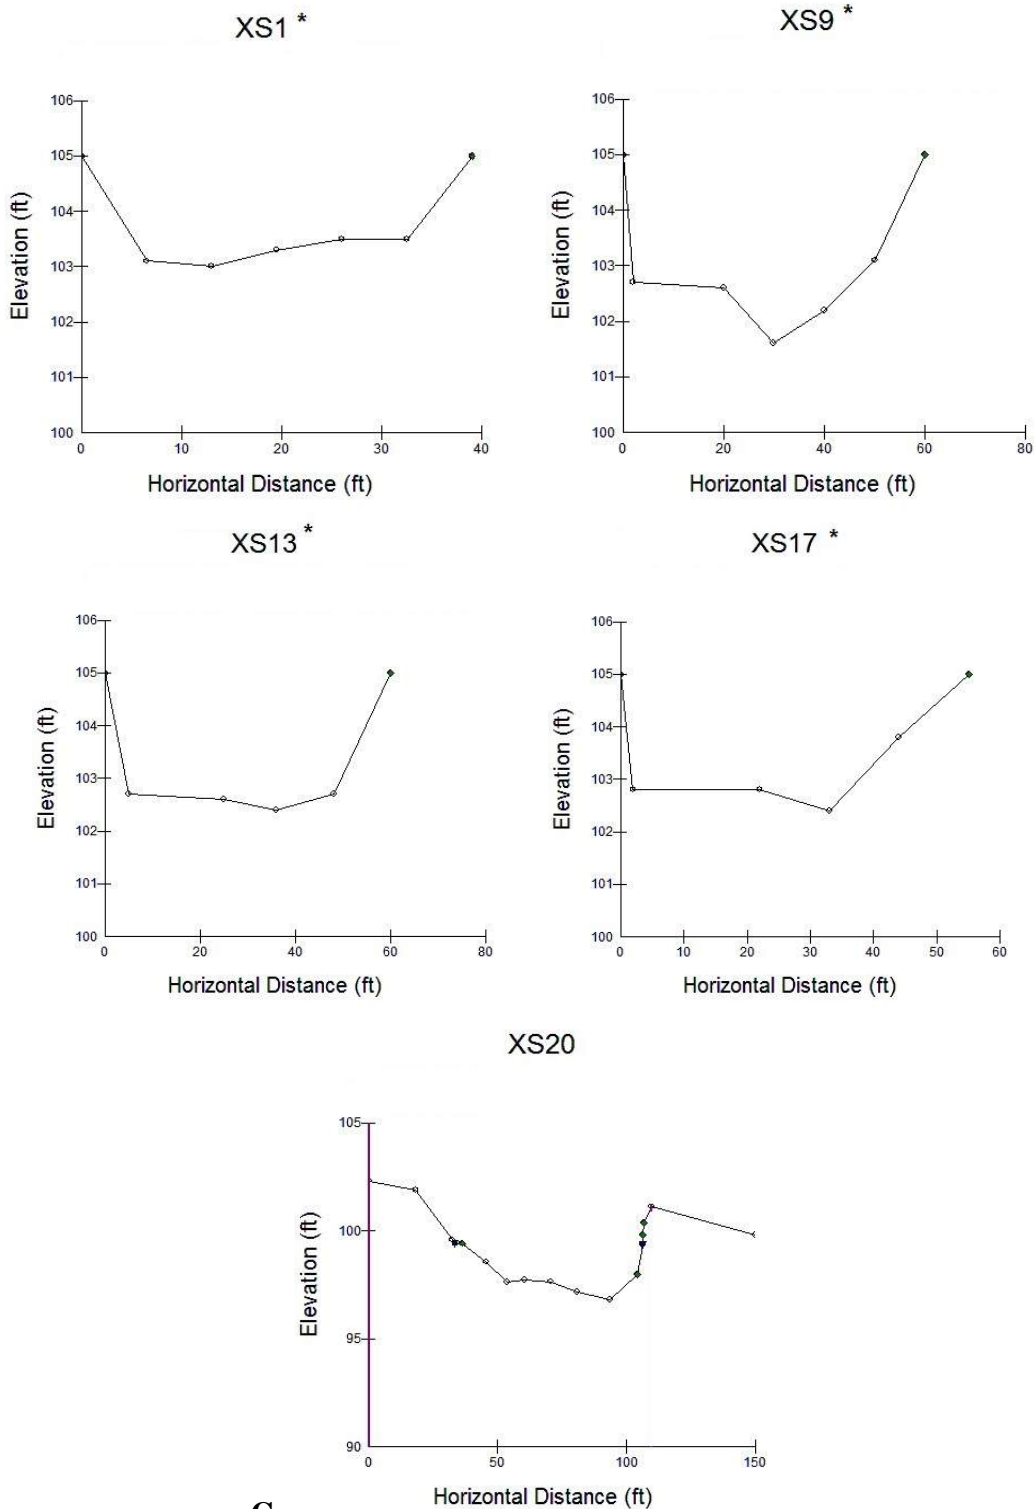 XS1 *
106
105
104
103
102
101
100
0 10 20 30 40
Elevation (ft)
Horizontal Distance (ft)
XS9 *
106
105
104
103
102
101
100
0 20 40 60 80
Elevation (ft)
Horizontal Distance (ft)
XS13 *
106
105
104
103
102
101
100
0 20 40 60 80
Elevation (ft)
Horizontal Distance (ft)
XS17 *
106
105
104
103
102
101
100
0 10 20 30 40 50 60
Elevation (ft)
Horizontal Distance (ft)
XS20
105
100
95
90
0 50 100 150
Elevation (ft)
Horizontal Distance (ft)